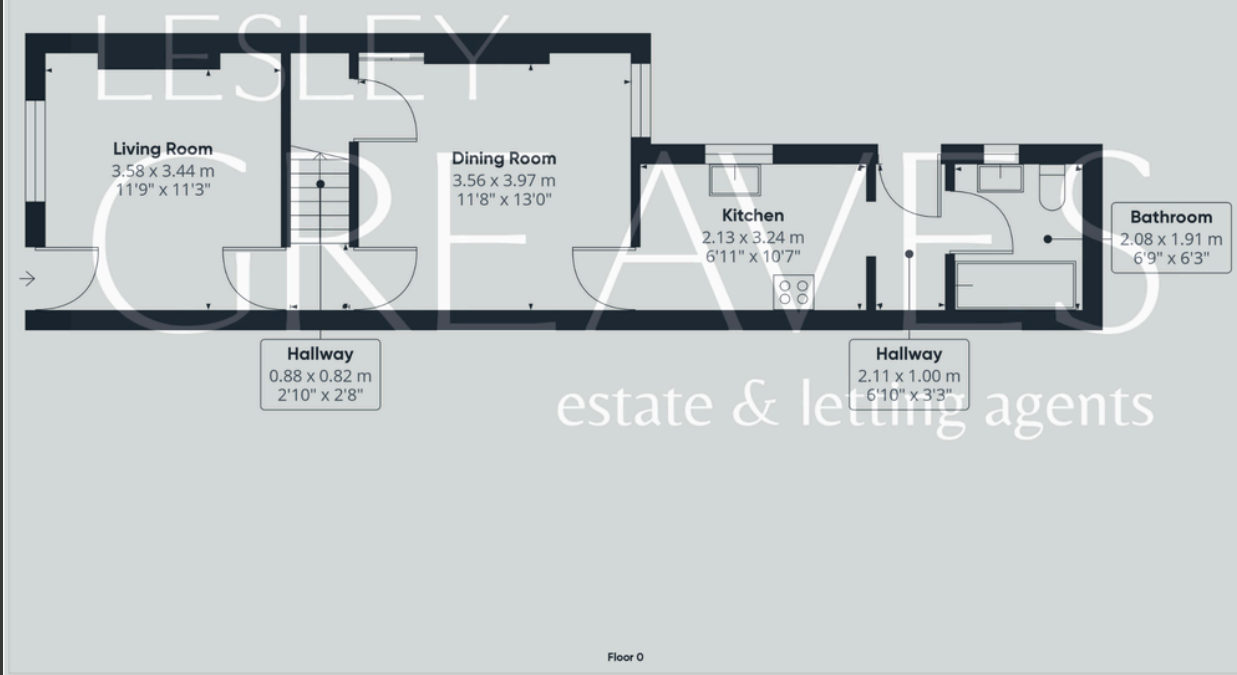 LESLEY
GREAVES
estate & letting agents
Living Room
3.58 x 3.44 m
11'9" x 11'3"
Dining Room
3.56 x 3.97 m
11'8" x 13'0"
Kitchen
2.13 x 3.24 m
6'11" x 10'7"
Bathroom
2.08 x 1.91 m
6'9" x 6'3"
Hallway
0.88 x 0.82 m
2'10" x 2'8"
Hallway
2.11 x 1.00 m
6'10" x 3'3"
Floor 0